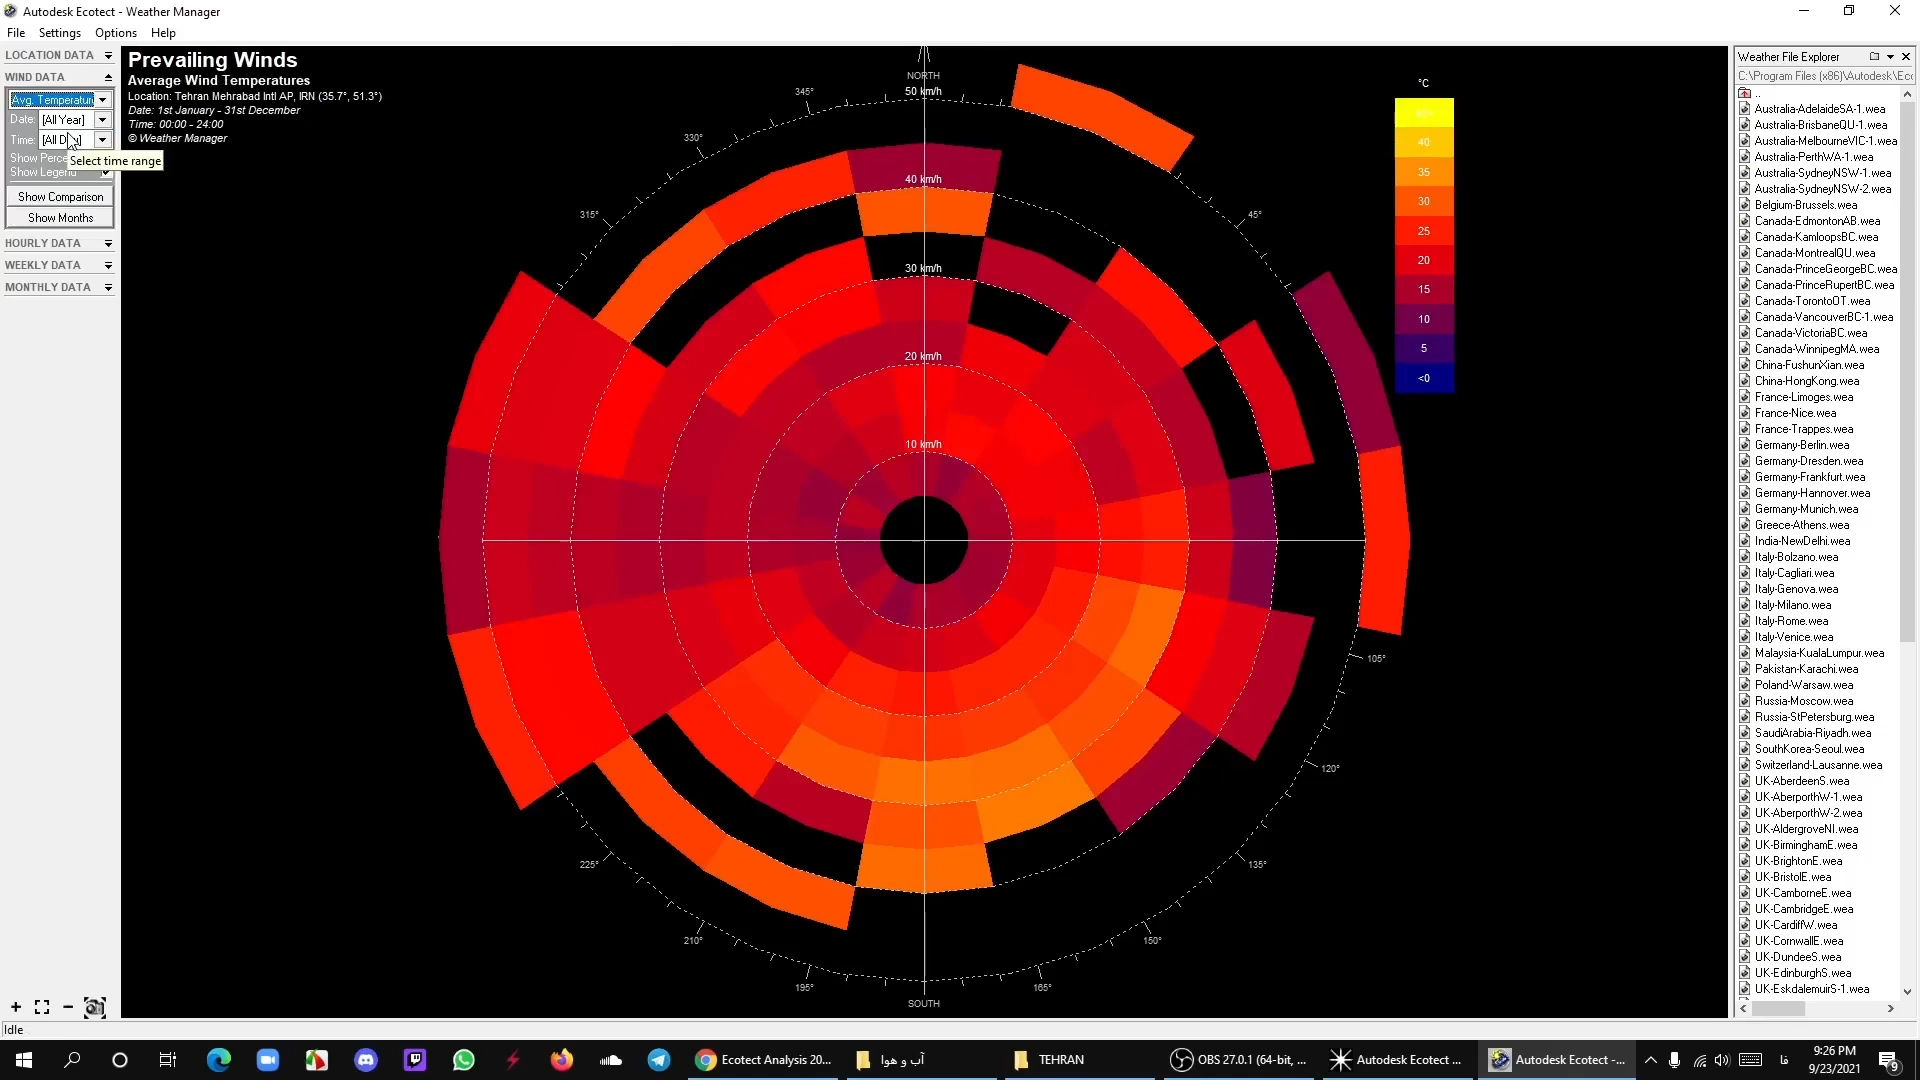 Autodesk Ecotect - Weather Manager
File Settings Options Help
LOCATION DATA
WIND DATA
Avg. Temperature
Date: [All Year]
Time:
Select time range
Show Legend
Show Comparison
Show Months
HOURLY DATA
WEEKLY DATA
MONTHLY DATA
Idle
Prevailing Winds
Average Wind Temperatures
Location: Tehran Mehrabad Intl AP, IRN (35.7°, 51.3°)
Date: 1st January - 31st December
Time: 00:00 - 24:00
© Weather Manager
NORTH
50 km/h
40 km/h
30 km/h
20 km/h
10 km/h
345°
330°
315°
45°
105°
120°
135°
150°
165°
SOUTH
195°
210°
225°
°C
40
35
30
25
20
15
10
5
<0
Weather File Explorer
C:\Program Files (x86)\Autodesk\Ecc
..
Australia-AdelaideSA-1.wea
Australia-BrisbaneQU-1.wea
Australia-MelbourneVIC-1.wea
Australia-PerthWA-1.wea
Australia-SydneyNSW-1.wea
Australia-SydneyNSW-2.wea
Belgium-Brussels.wea
Canada-EdmontonAB.wea
Canada-KamloopsBC.wea
Canada-MontrealQU.wea
Canada-PrinceGeorgeBC.wea
Canada-PrinceRupertBC.wea
Canada-TorontoOT.wea
Canada-VancouverBC-1.wea
Canada-VictoriaBC.wea
Canada-WinnipegMA.wea
China-FushunXian.wea
China-HongKong.wea
France-Limoges.wea
France-Nice.wea
France-Trappes.wea
Germany-Berlin.wea
Germany-Dresden.wea
Germany-Frankfurt.wea
Germany-Hannover.wea
Germany-Munich.wea
Greece-Athens.wea
India-NewDelhi.wea
Italy-Bolzano.wea
Italy-Cagliari.wea
Italy-Genova.wea
Italy-Milano.wea
Italy-Rome.wea
Italy-Venice.wea
Malaysia-KualaLumpur.wea
Pakistan-Karachi.wea
Poland-Warsaw.wea
Russia-Moscow.wea
Russia-StPetersburg.wea
SaudiArabia-Riyadh.wea
SouthKorea-Seoul.wea
Switzerland-Lausanne.wea
UK-AberdeenS.wea
UK-AberporthW-1.wea
UK-AberporthW-2.wea
UK-AldergroveNI.wea
UK-BirminghamE.wea
UK-BrightonE.wea
UK-BristolE.wea
UK-CamborneE.wea
UK-CambridgeE.wea
UK-CardiffW.wea
UK-CornwallE.wea
UK-DundeeS.wea
UK-EdinburghS.wea
UK-EskdalemuirS-1.wea
Ecotect Analysis 20...
آب و هوا
TEHRAN
OBS 27.0.1 (64-bit, ...
Autodesk Ecotect ...
Autodesk Ecotect -...
فا
9:26 PM
9/23/2021
9